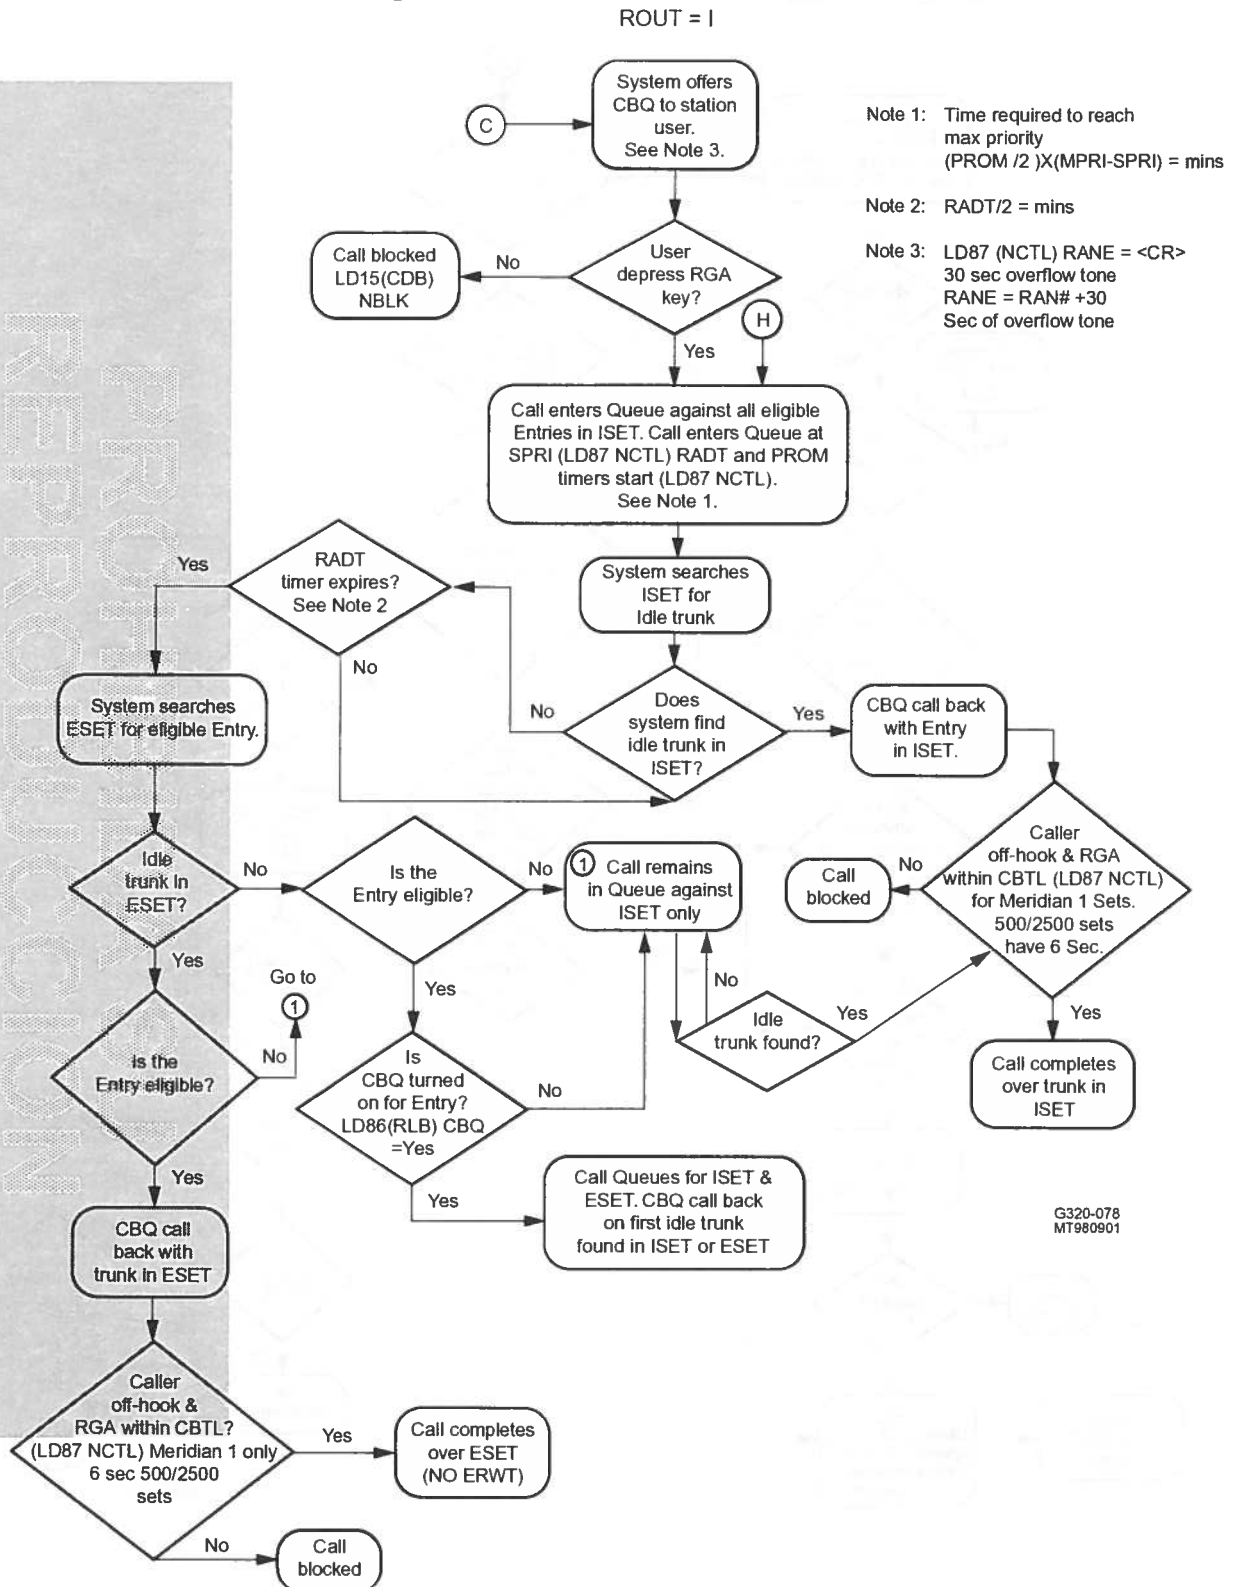 ROUT = I
System offers
CBQ to station
user.
See Note 3.
C
Note 1: Time required to reach
max priority
(PROM /2 )X(MPRI-SPRI) = mins
Note 2: RADT/2 = mins
Note 3: LD87 (NCTL) RANE = <CR>
30 sec overflow tone
RANE = RAN# +30
Sec of overflow tone
User
depress RGA
key?
No
Call blocked
LD15(CDB)
NBLK
H
Yes
Call enters Queue against all eligible
Entries in ISET. Call enters Queue at
SPRI (LD87 NCTL) RADT and PROM
timers start (LD87 NCTL).
See Note 1.
System searches
ISET for
Idle trunk
RADT
timer expires?
See Note 2
Yes
No
System searches
ESET for eligible Entry.
Does
system find
idle trunk in
ISET?
No
Yes
CBQ call back
with Entry
in ISET.
Idle
trunk In
ESET?
No
Is the
Entry eligible?
No
1
Call remains
in Queue against
ISET only
Call
blocked
No
Caller
off-hook & RGA
within CBTL (LD87 NCTL)
for Meridian 1 Sets.
500/2500 sets
have 6 Sec.
Yes
Go to
1
Yes
No
Idle
trunk found?
Yes
Yes
Is the
Entry eligible?
No
Is
CBQ turned
on for Entry?
LD86(RLB) CBQ
=Yes
No
Call completes
over trunk in
ISET
Yes
Yes
Call Queues for ISET &
ESET. CBQ call back
on first idle trunk
found in ISET or ESET
G320-078
MT980901
CBQ call
back with
trunk in ESET
Caller
off-hook &
RGA within CBTL?
(LD87 NCTL) Meridian 1 only
6 sec 500/2500
sets
Yes
Call completes
over ESET
(NO ERWT)
No
Call
blocked
PROHIBIDA SU
REPRODUCCION